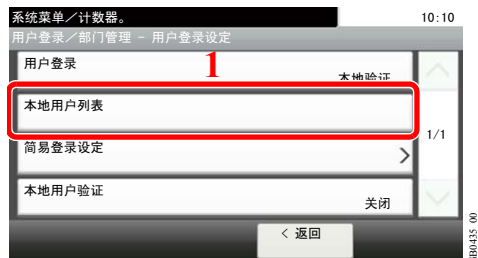 系统菜单／计数器。
10:10
用户登录／部门管理 - 用户登录设定
用户登录
1
本地验证
本地用户列表
1/1
简易登录设定
本地用户验证
关闭
< 返回